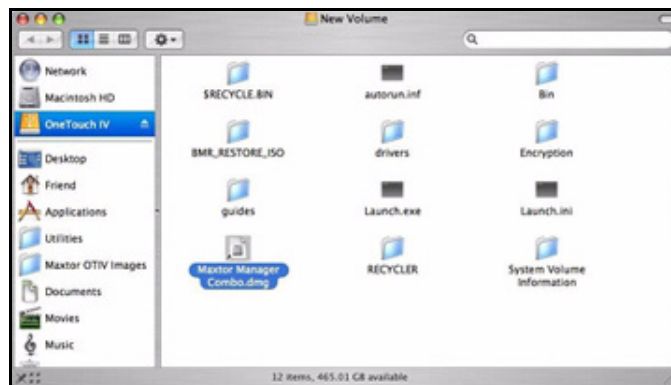 New Volume
Network
Macintosh HD
OneTouch IV
Desktop
Friend
Applications
Utilities
Maxtor OTIV Images
Documents
Movies
Music
$RECYCLE.BIN
autorun.inf
Bin
BMR_RESTORE_ISO
drivers
Encryption
guides
Launch.exe
Launch.ini
Maxtor Manager
Combo.dmg
RECYCLER
System Volume
Information
12 items, 465.01 GB available